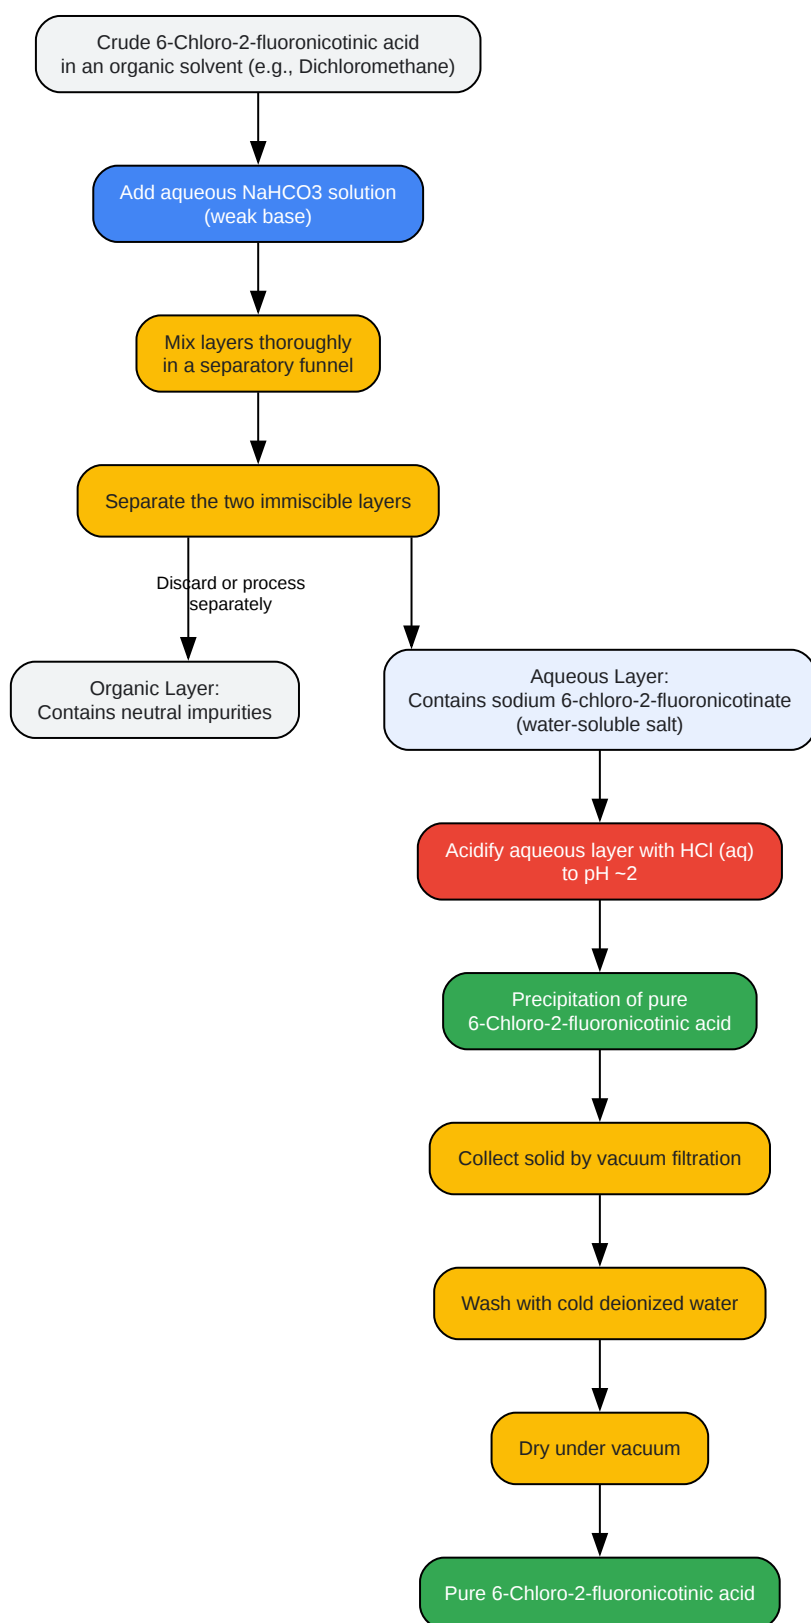 Crude 6-Chloro-2-fluoronicotinic acid
in an organic solvent (e.g., Dichloromethane)
Add aqueous NaHCO3 solution
(weak base)
Mix layers thoroughly
in a separatory funnel
Separate the two immiscible layers
Discard or process
separately
Organic Layer:
Contains neutral impurities
Aqueous Layer:
Contains sodium 6-chloro-2-fluoronicotinate
(water-soluble salt)
Acidify aqueous layer with HCl (aq)
to pH ~2
Precipitation of pure
6-Chloro-2-fluoronicotinic acid
Collect solid by vacuum filtration
Wash with cold deionized water
Dry under vacuum
Pure 6-Chloro-2-fluoronicotinic acid